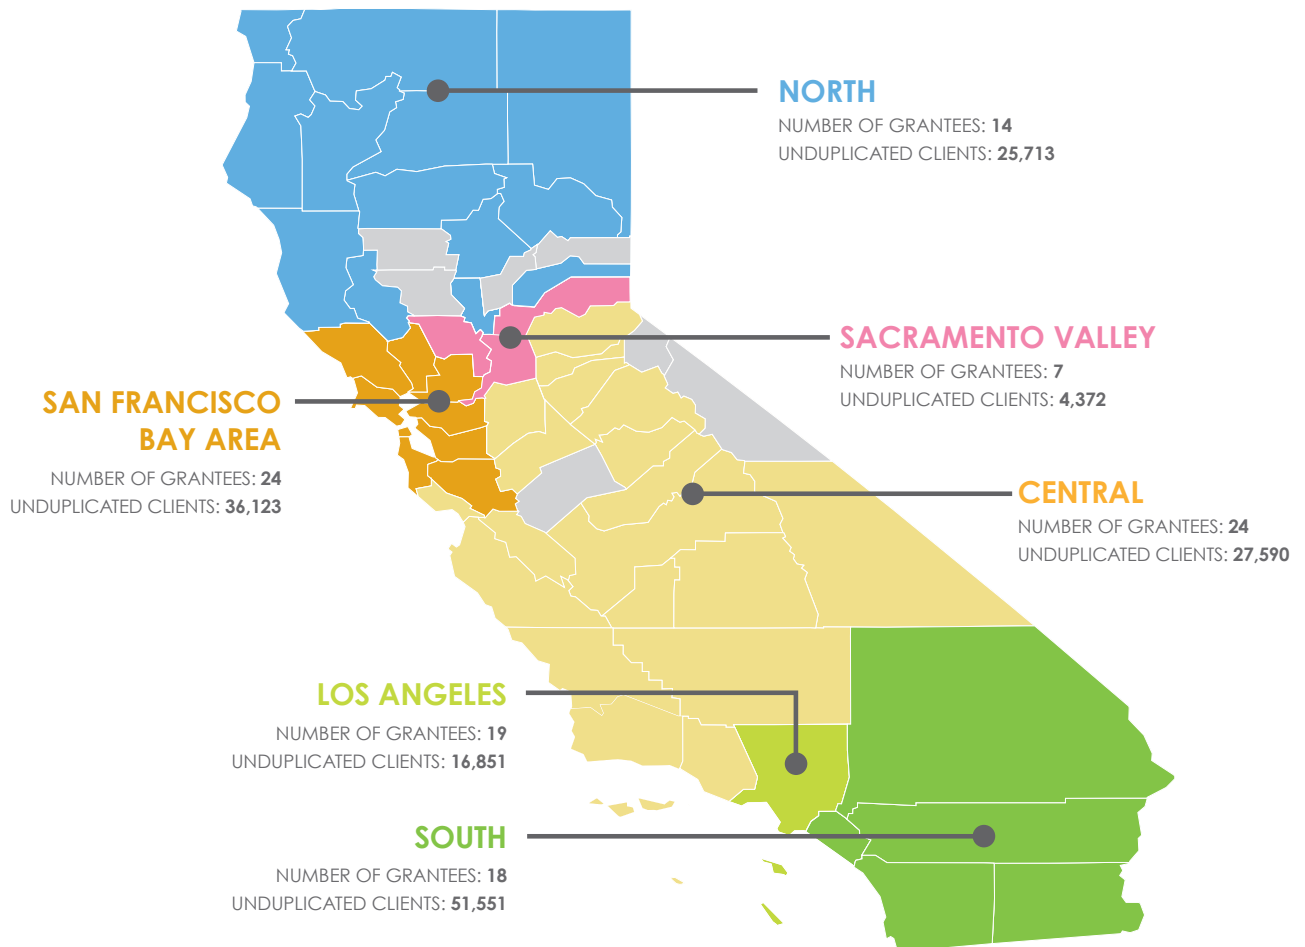 NORTH
NUMBER OF GRANTEES: 14
UNDUPLICATED CLIENTS: 25,713
SACRAMENTO VALLEY
NUMBER OF GRANTEES: 7
UNDUPLICATED CLIENTS: 4,372
SAN FRANCISCO
BAY AREA
NUMBER OF GRANTEES: 24
UNDUPLICATED CLIENTS: 36,123
CENTRAL
NUMBER OF GRANTEES: 24
UNDUPLICATED CLIENTS: 27,590
LOS ANGELES
NUMBER OF GRANTEES: 19
UNDUPLICATED CLIENTS: 16,851
SOUTH
NUMBER OF GRANTEES: 18
UNDUPLICATED CLIENTS: 51,551